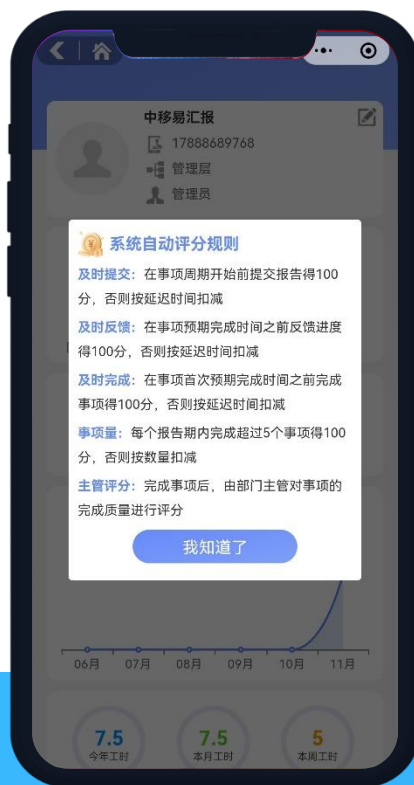 中移易汇报
17888689768
管理层
管理员
系统自动评分规则
及时提交：在事项周期开始前提交报告得100
分，否则按延迟时间扣减
及时反馈：在事项预期完成时间之前反馈进度
得100分，否则按延迟时间扣减
及时完成：在事项首次预期完成时间之前完成
事项得100分，否则按延迟时间扣减
事项量：每个报告期内完成超过5个事项得100
分，否则按数量扣减
主管评分：完成事项后，由部门主管对事项的
完成质量进行评分
我知道了
06月 07月 08月 09月 10月 11月
7.5 7.5 5
今年工时 本月工时 本周工时